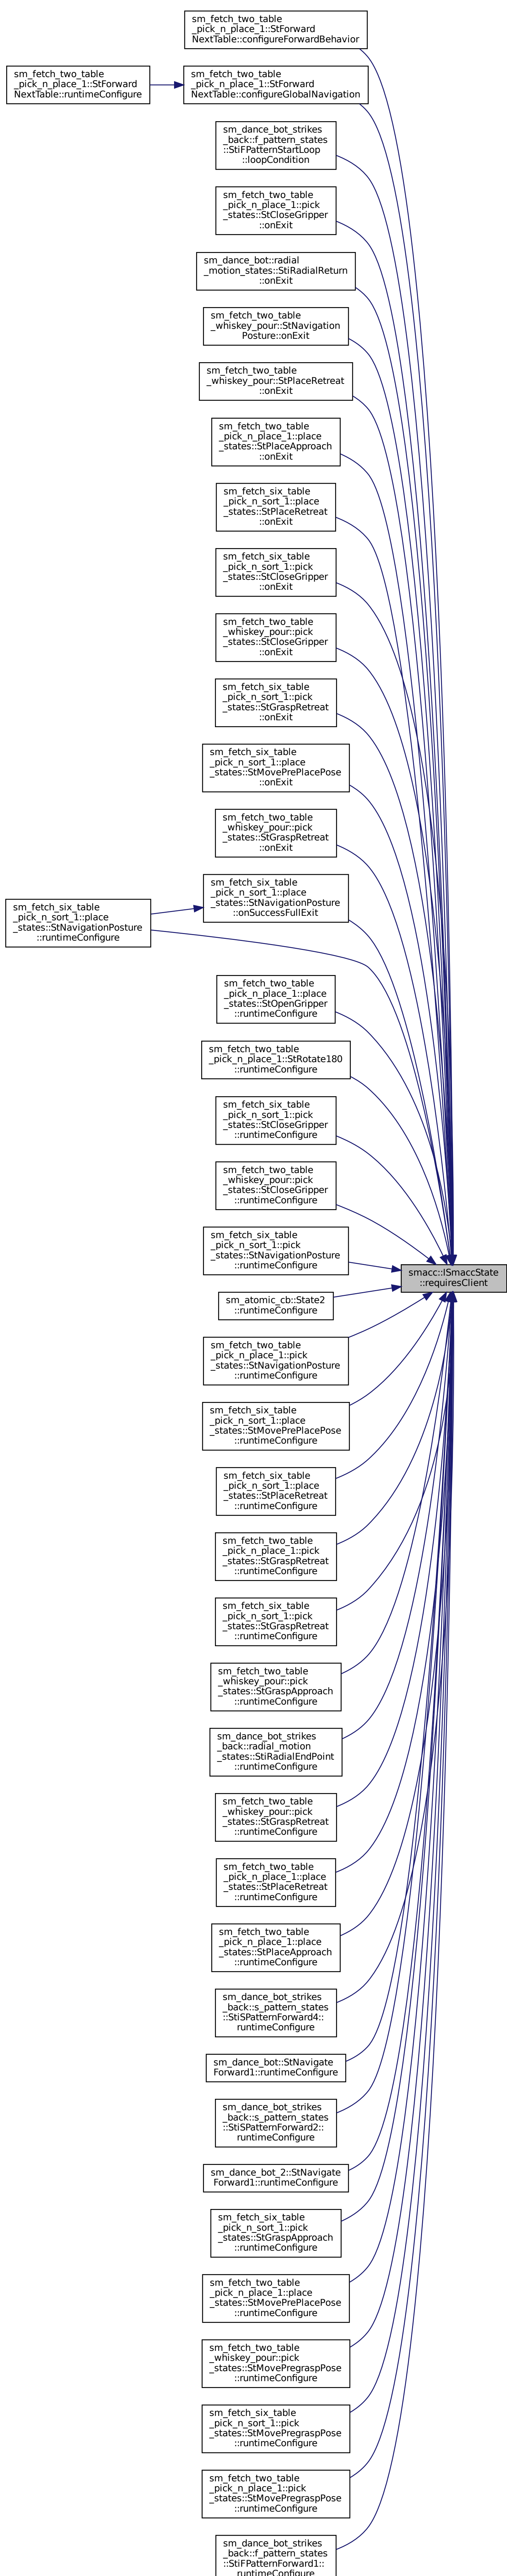 sm_fetch_two_table
_pick_n_place_1::StForward
NextTable::configureForwardBehavior
sm_fetch_two_table
_pick_n_place_1::StForward
NextTable::runtimeConfigure
sm_fetch_two_table
_pick_n_place_1::StForward
NextTable::configureGlobalNavigation
sm_dance_bot_strikes
_back::f_pattern_states
::StiFPatternStartLoop
::loopCondition
sm_fetch_two_table
_pick_n_place_1::pick
_states::StCloseGripper
::onExit
sm_dance_bot::radial
_motion_states::StiRadialReturn
::onExit
sm_fetch_two_table
_whiskey_pour::StNavigation
Posture::onExit
sm_fetch_two_table
_whiskey_pour::StPlaceRetreat
::onExit
sm_fetch_two_table
_pick_n_place_1::place
_states::StPlaceApproach
::onExit
sm_fetch_six_table
_pick_n_sort_1::place
_states::StPlaceRetreat
::onExit
sm_fetch_six_table
_pick_n_sort_1::pick
_states::StCloseGripper
::onExit
sm_fetch_two_table
_whiskey_pour::pick
_states::StCloseGripper
::onExit
sm_fetch_six_table
_pick_n_sort_1::pick
_states::StGraspRetreat
::onExit
sm_fetch_six_table
_pick_n_sort_1::place
_states::StMovePrePlacePose
::onExit
sm_fetch_two_table
_whiskey_pour::pick
_states::StGraspRetreat
::onExit
sm_fetch_six_table
_pick_n_sort_1::place
_states::StNavigationPosture
::onSuccessFullExit
sm_fetch_six_table
_pick_n_sort_1::place
_states::StNavigationPosture
::runtimeConfigure
sm_fetch_two_table
_pick_n_place_1::place
_states::StOpenGripper
::runtimeConfigure
sm_fetch_two_table
_pick_n_place_1::StRotate180
::runtimeConfigure
sm_fetch_six_table
_pick_n_sort_1::pick
_states::StCloseGripper
::runtimeConfigure
sm_fetch_two_table
_whiskey_pour::pick
_states::StCloseGripper
::runtimeConfigure
sm_fetch_six_table
_pick_n_sort_1::pick
_states::StNavigationPosture
::runtimeConfigure
smacc::ISmaccState
::requiresClient
sm_atomic_cb::State2
::runtimeConfigure
sm_fetch_two_table
_pick_n_place_1::pick
_states::StNavigationPosture
::runtimeConfigure
sm_fetch_six_table
_pick_n_sort_1::place
_states::StMovePrePlacePose
::runtimeConfigure
sm_fetch_six_table
_pick_n_sort_1::place
_states::StPlaceRetreat
::runtimeConfigure
sm_fetch_two_table
_pick_n_place_1::pick
_states::StGraspRetreat
::runtimeConfigure
sm_fetch_six_table
_pick_n_sort_1::pick
_states::StGraspRetreat
::runtimeConfigure
sm_fetch_two_table
_whiskey_pour::pick
_states::StGraspApproach
::runtimeConfigure
sm_dance_bot_strikes
_back::radial_motion
_states::StiRadialEndPoint
::runtimeConfigure
sm_fetch_two_table
_whiskey_pour::pick
_states::StGraspRetreat
::runtimeConfigure
sm_fetch_two_table
_pick_n_place_1::place
_states::StPlaceRetreat
::runtimeConfigure
sm_fetch_two_table
_pick_n_place_1::place
_states::StPlaceApproach
::runtimeConfigure
sm_dance_bot_strikes
_back::s_pattern_states
::StiSPatternForward4::
runtimeConfigure
sm_dance_bot::StNavigate
Forward1::runtimeConfigure
sm_dance_bot_strikes
_back::s_pattern_states
::StiSPatternForward2::
runtimeConfigure
sm_dance_bot_2::StNavigate
Forward1::runtimeConfigure
sm_fetch_six_table
_pick_n_sort_1::pick
_states::StGraspApproach
::runtimeConfigure
sm_fetch_two_table
_pick_n_place_1::place
_states::StMovePrePlacePose
::runtimeConfigure
sm_fetch_two_table
_whiskey_pour::pick
_states::StMovePregraspPose
::runtimeConfigure
sm_fetch_six_table
_pick_n_sort_1::pick
_states::StMovePregraspPose
::runtimeConfigure
sm_fetch_two_table
_pick_n_place_1::pick
_states::StMovePregraspPose
::runtimeConfigure
sm_dance_bot_strikes
_back::f_pattern_states
::StiFPatternForward1::
runtimeConfigure